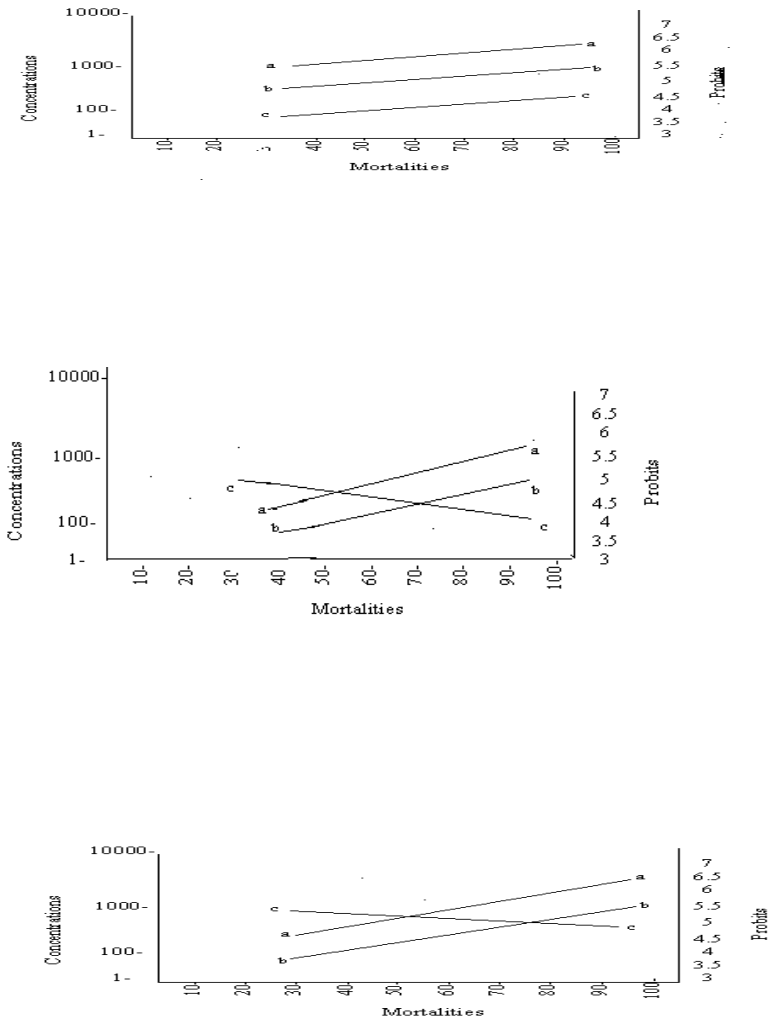 10000-
1000-
100-
1-
Concentrations
a
a
b
b
c
c
7
6.5
6
5.5
5
4.5
4
3.5
3
Probits
10- 20- 40- 50- 60- 70- 80- 90- 100-
Mortalities
10000-
1000-
100-
1-
Concentrations
c
a
b
a
b
c
7
6.5
6
5.5
5
4.5
4
3.5
3
Probits
10- 20- 30- 40- 50- 60- 70- 80- 90- 100-
Mortalities
10000-
1000-
100-
1-
Concentrations
c
a
b
a
b
c
7
6.5
6
5.5
5
4.5
4
3.5
3
Probits
10- 20- 30- 40- 50- 60- 70- 80- 90- 100-
Mortalities